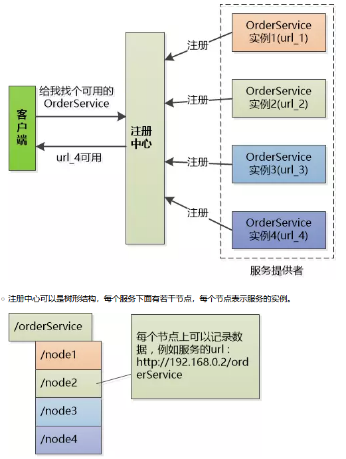 OrderService
实例1(url_1)
注册
给我找个可用的
OrderService
OrderService
实例2(url_2)
注册
客户端
注册
中心
url_4可用
OrderService
实例3(url_3)
注册
注册
OrderService
实例4(url_4)
服务提供者
注册中心可以是树形结构，每个服务下面有若干节点，每个节点表示服务的实例。
/orderService
/node1
/node2
/node3
/node4
每个节点上可以记录数
据，例如服务的url：
http://192.168.0.2/ord
erService